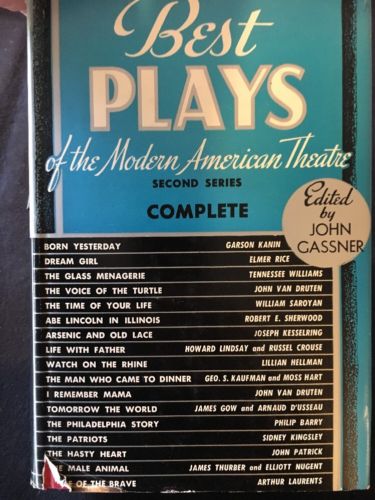 Best
PLAYS
of the Modern American Theatre
SECOND SERIES
COMPLETE
Edited
by
JOHN
GASSNER
BORN YESTERDAY GARSON KANIN
DREAM GIRL ELMER RICE
THE GLASS MENAGERIE TENNESSEE WILLIAMS
THE VOICE OF THE TURTLE JOHN VAN DRUTEN
THE TIME OF YOUR LIFE WILLIAM SAROYAN
ABE LINCOLN IN ILLINOIS ROBERT E. SHERWOOD
ARSENIC AND OLD LACE JOSEPH KESSELRING
LIFE WITH FATHER HOWARD LINDSAY and RUSSEL CROUSE
WATCH ON THE RHINE LILLIAN HELLMAN
THE MAN WHO CAME TO DINNER GEO. S. KAUFMAN and MOSS HART
I REMEMBER MAMA JOHN VAN DRUTEN
TOMORROW THE WORLD JAMES GOW and ARNAUD D'USSEAU
THE PHILADELPHIA STORY PHILIP BARRY
THE PATRIOTS SIDNEY KINGSLEY
THE HASTY HEART JOHN PATRICK
THE MALE ANIMAL JAMES THURBER and ELLIOTT NUGENT
OF THE BRAVE ARTHUR LAURENTS